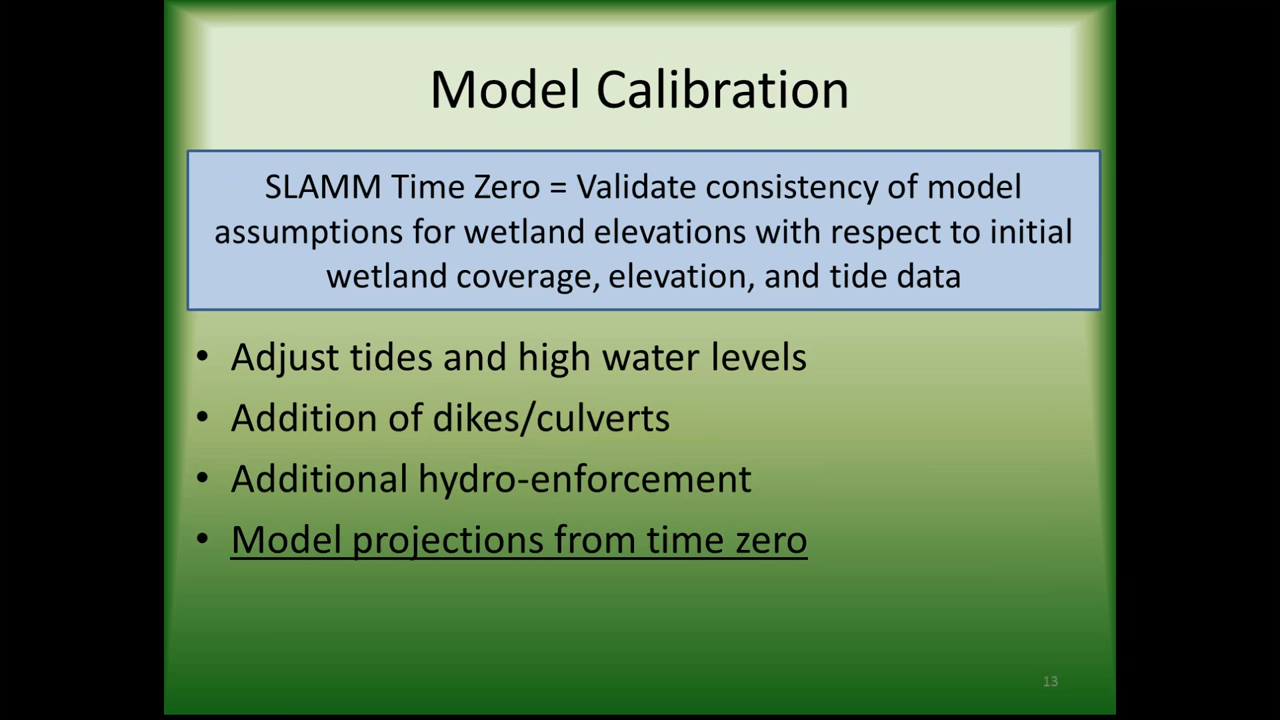 Model Calibration
SLAMM Time Zero = Validate consistency of model
assumptions for wetland elevations with respect to initial
wetland coverage, elevation, and tide data
• Adjust tides and high water levels
• Addition of dikes/culverts
• Additional hydro-enforcement
• Model projections from time zero
13